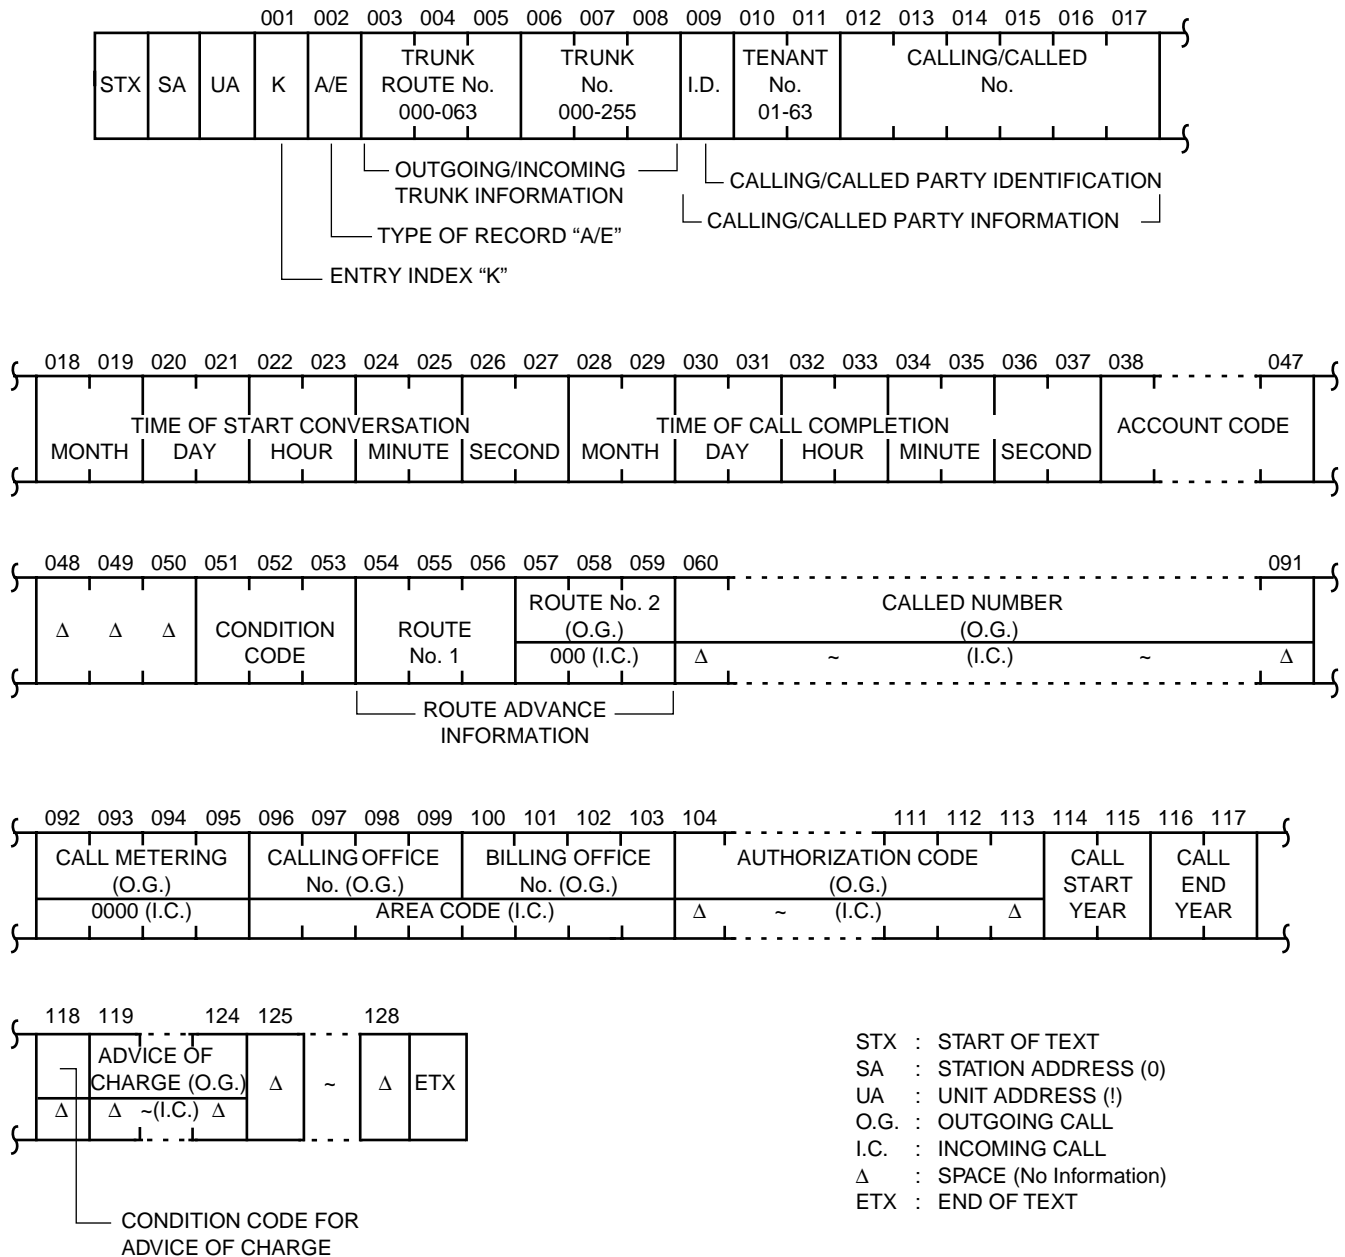 001 002 003 004 005 006 007 008 009 010 011 012 013 014 015 016 017
STX SA UA K A/E TRUNK ROUTE No. 000-063 TRUNK No. 000-255 I.D. TENANT No. 01-63 CALLING/CALLED No.
OUTGOING/INCOMING TRUNK INFORMATION
CALLING/CALLED PARTY IDENTIFICATION
CALLING/CALLED PARTY INFORMATION
TYPE OF RECORD “A/E”
ENTRY INDEX “K”
018 019 020 021 022 023 024 025 026 027 028 029 030 031 032 033 034 035 036 037 038 047
TIME OF START CONVERSATION TIME OF CALL COMPLETION ACCOUNT CODE
MONTH DAY HOUR MINUTE SECOND MONTH DAY HOUR MINUTE SECOND
048 049 050 051 052 053 054 055 056 057 058 059 060 091
Δ Δ Δ CONDITION CODE ROUTE No. 1 ROUTE No. 2 (O.G.) CALLED NUMBER (O.G.)
000 (I.C.) Δ ~ (I.C.) ~ Δ
ROUTE ADVANCE INFORMATION
092 093 094 095 096 097 098 099 100 101 102 103 104 111 112 113 114 115 116 117
CALL METERING (O.G.) CALLING OFFICE No. (O.G.) BILLING OFFICE No. (O.G.) AUTHORIZATION CODE (O.G.) CALL START YEAR CALL END YEAR
0000 (I.C.) AREA CODE (I.C.) Δ ~ (I.C.) Δ
118 119 124 125 128
ADVICE OF CHARGE (O.G.) Δ ~ Δ ETX
Δ Δ ~(I.C.) Δ
CONDITION CODE FOR ADVICE OF CHARGE
STX : START OF TEXT
SA : STATION ADDRESS (0)
UA : UNIT ADDRESS (!)
O.G. : OUTGOING CALL
I.C. : INCOMING CALL
Δ : SPACE (No Information)
ETX : END OF TEXT